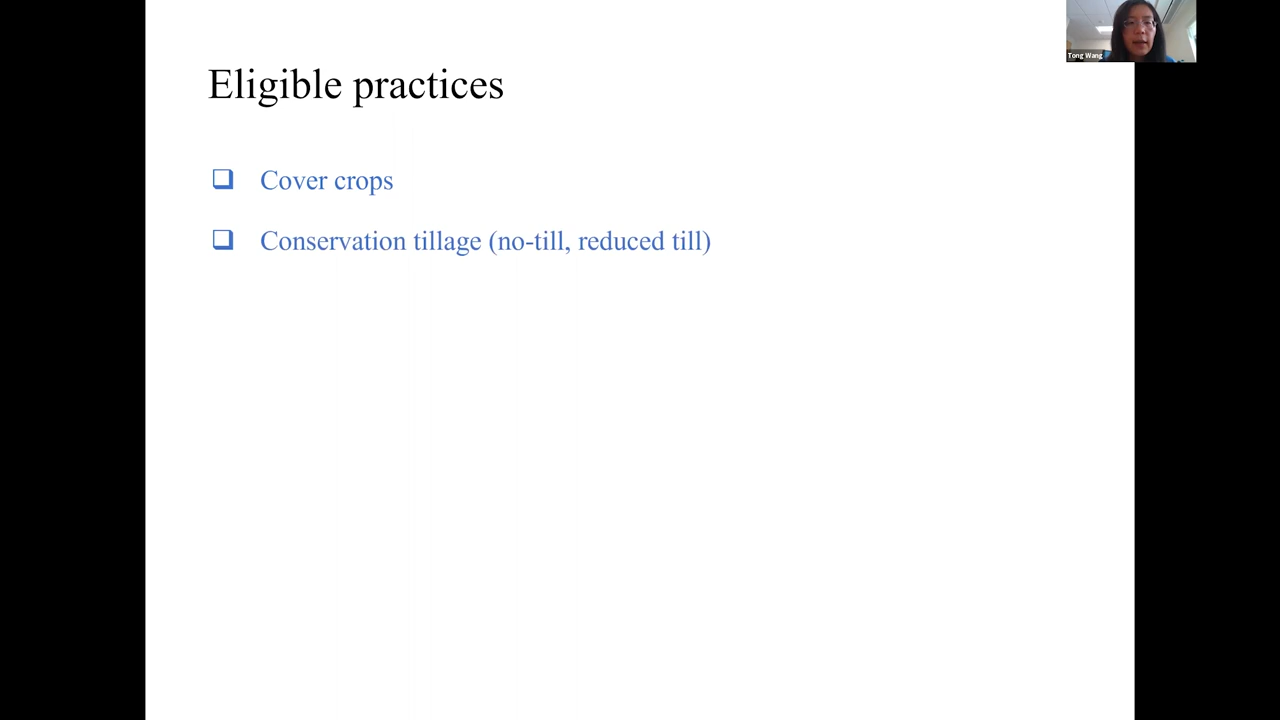 Tong Wang
Eligible practices
❑ Cover crops
❑ Conservation tillage (no-till, reduced till)